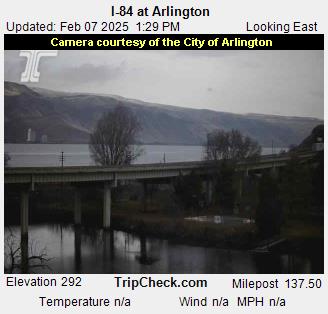 I-84 at Arlington
Updated: Feb 07 2025 1:29 PM Looking East
Camera courtesy of the City of Arlington
Elevation 292 TripCheck.com Milepost 137.50
Temperature n/a Wind n/a MPH n/a